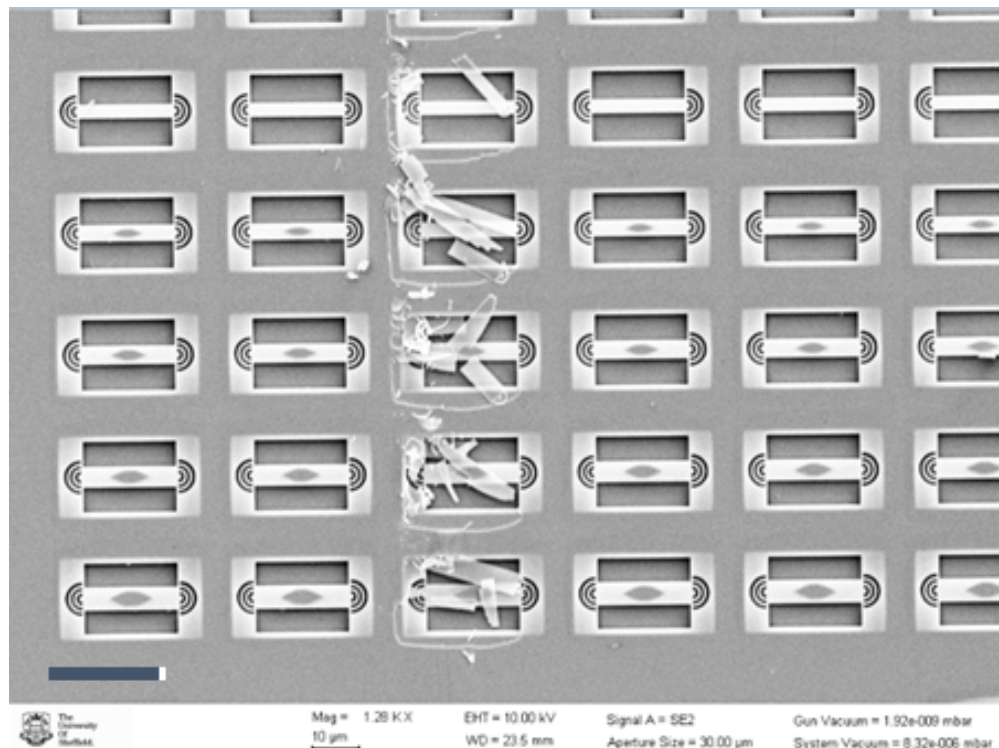 The
University
Of
Sheffield.
Mag = 1.28 KX
10 µm
EHT = 10.00 kV
WD = 23.5 mm
Signal A = SE2
Aperture Size = 30.00 µm
Gun Vacuum = 1.92e-009 mbar
System Vacuum = 8.32e-006 mbar